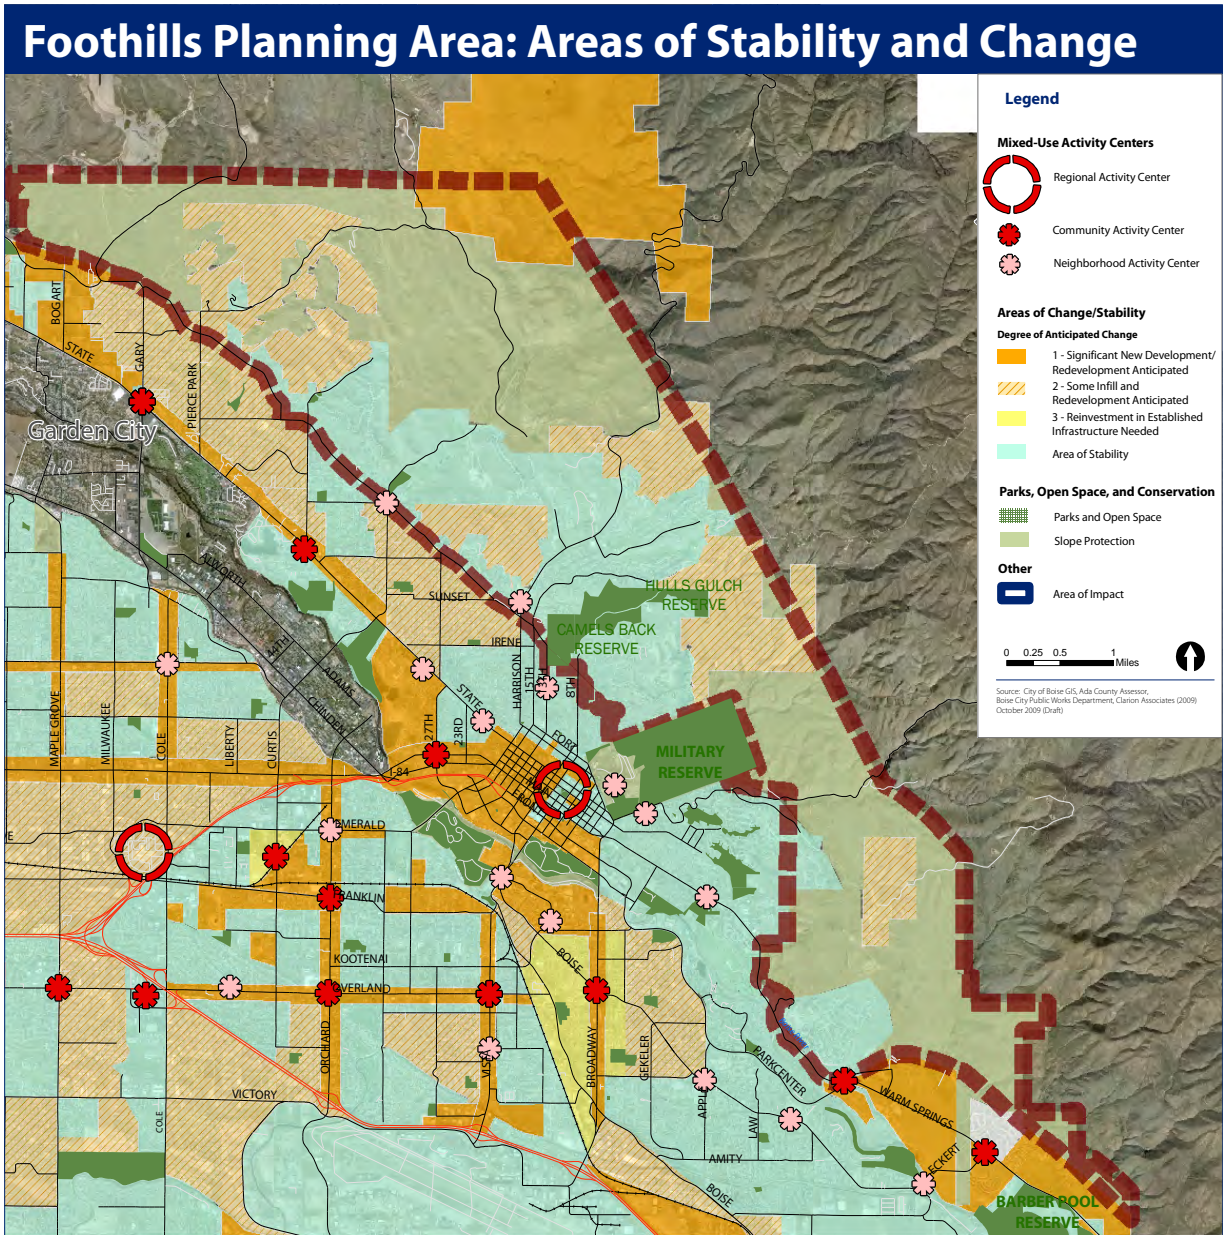 Foothills Planning Area: Areas of Stability and Change
Legend
Mixed-Use Activity Centers
Regional Activity Center
Community Activity Center
Neighborhood Activity Center
Areas of Change/Stability
Degree of Anticipated Change
1 - Significant New Development/
Redevelopment Anticipated
2 - Some Infill and
Redevelopment Anticipated
3 - Reinvestment in Established
Infrastructure Needed
Area of Stability
Parks, Open Space, and Conservation
Parks and Open Space
Slope Protection
Other
Area of Impact
0 0.25 0.5 1
Miles
Source: City of Boise GIS, Ada County Assessor,
Boise City Public Works Department, Clarion Associates (2009)
October 2009 (Draft)
BOGART
STATE
GARY
PIERCE PARK
Garden City
ALWORTH
SUNSET
HULLS GULCH
RESERVE
CAMELS BACK
RESERVE
IRENE
44TH
ADAMS
CHINDEN
HARRISON
15TH
13TH
8TH
STATE
27TH
23RD
FORT
MAPLE GROVE
MILWAUKEE
COLE
LIBERTY
CURTIS
I-84
MAIN
FRONT
MILITARY
RESERVE
EMERALD
FRANKLIN
KOOTENAI
OVERLAND
BOISE
ORCHARD
VISTA
BROADWAY
GEKELER
PARKCENTER
APPLE
LAW
WARM SPRINGS
VICTORY
COLE
AMITY
ECKERT
BOISE
BARBER POOL
RESERVE